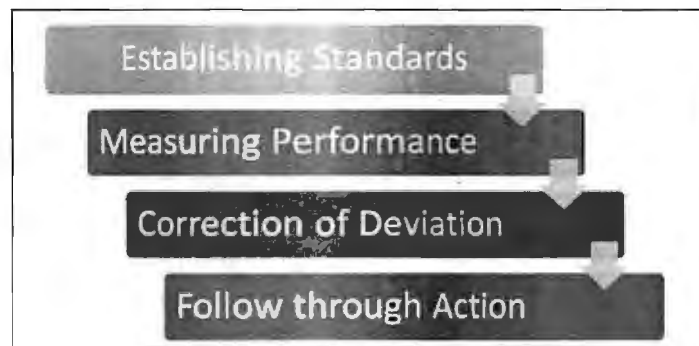 Establishing Standards
Measuring Performance
Correction of Deviation
Follow through Action